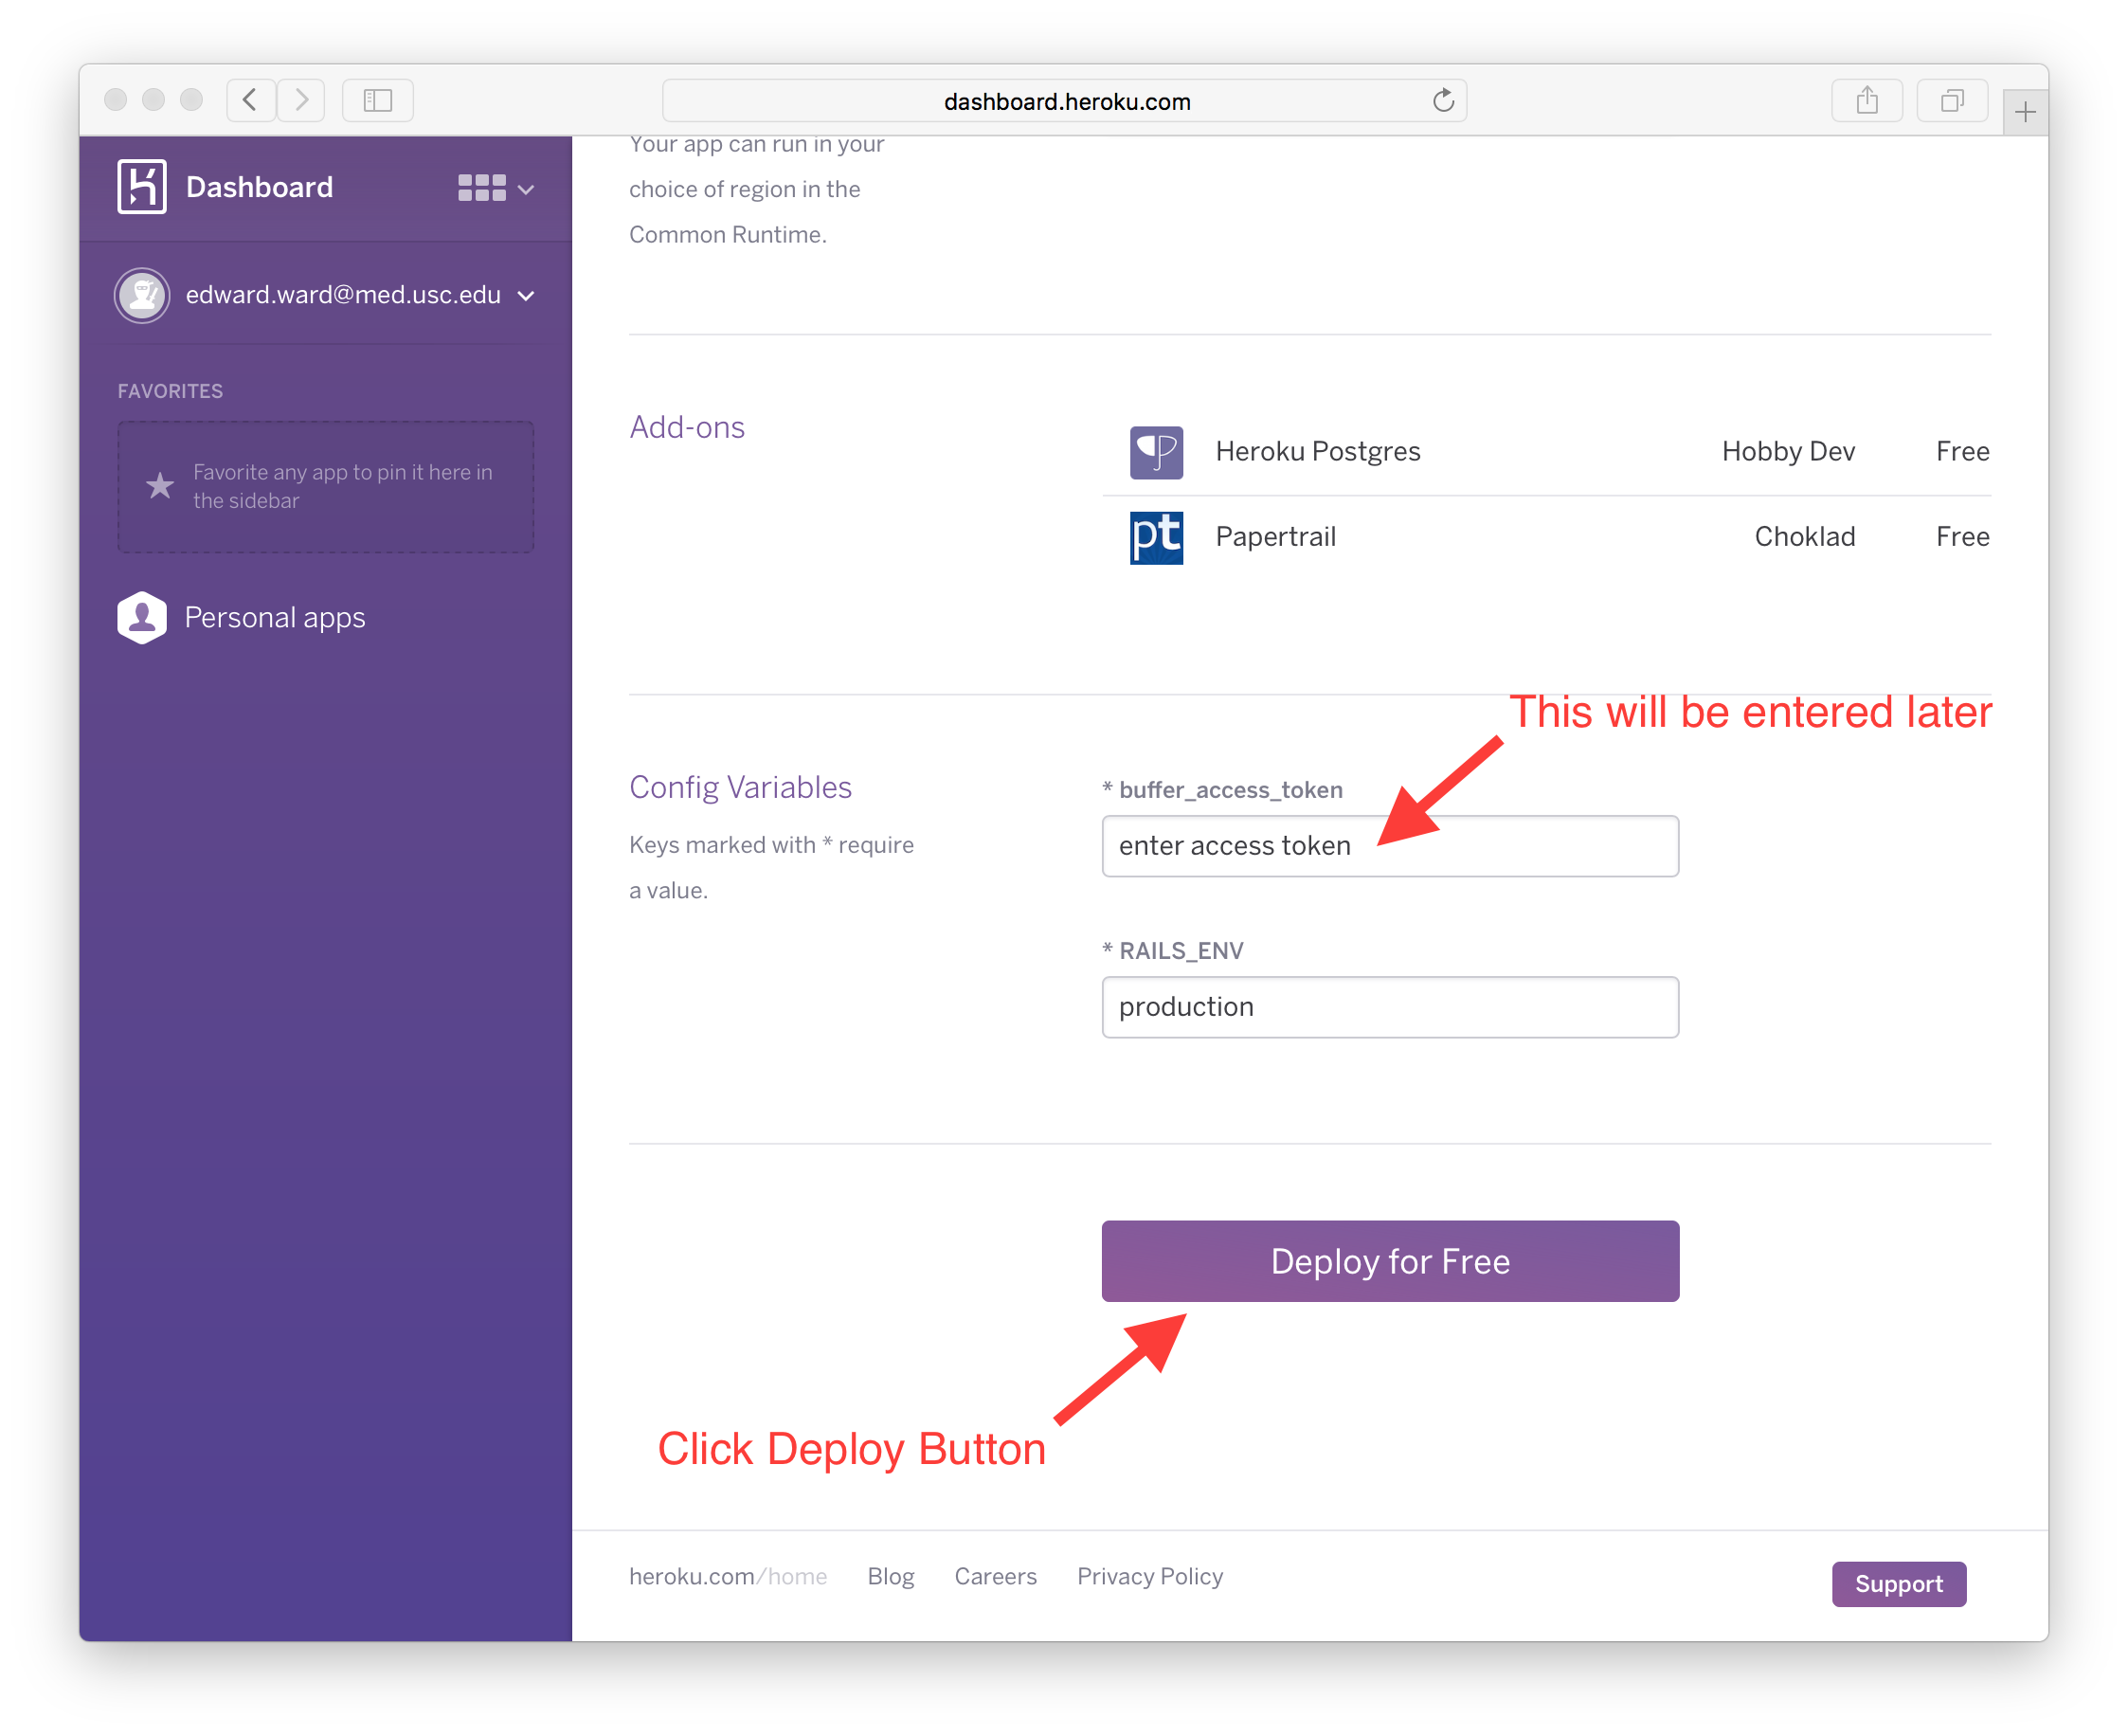 dashboard.heroku.com
Dashboard
edward.ward@med.usc.edu
FAVORITES
Favorite any app to pin it here in
the sidebar
Personal apps
Your app can run in your
choice of region in the
Common Runtime.
Add-ons
Heroku Postgres Hobby Dev Free
pt Papertrail Choklad Free
This will be entered later
Config Variables
Keys marked with * require
a value.
* buffer_access_token
enter access token
* RAILS_ENV
production
Deploy for Free
Click Deploy Button
heroku.com/home Blog Careers Privacy Policy
Support